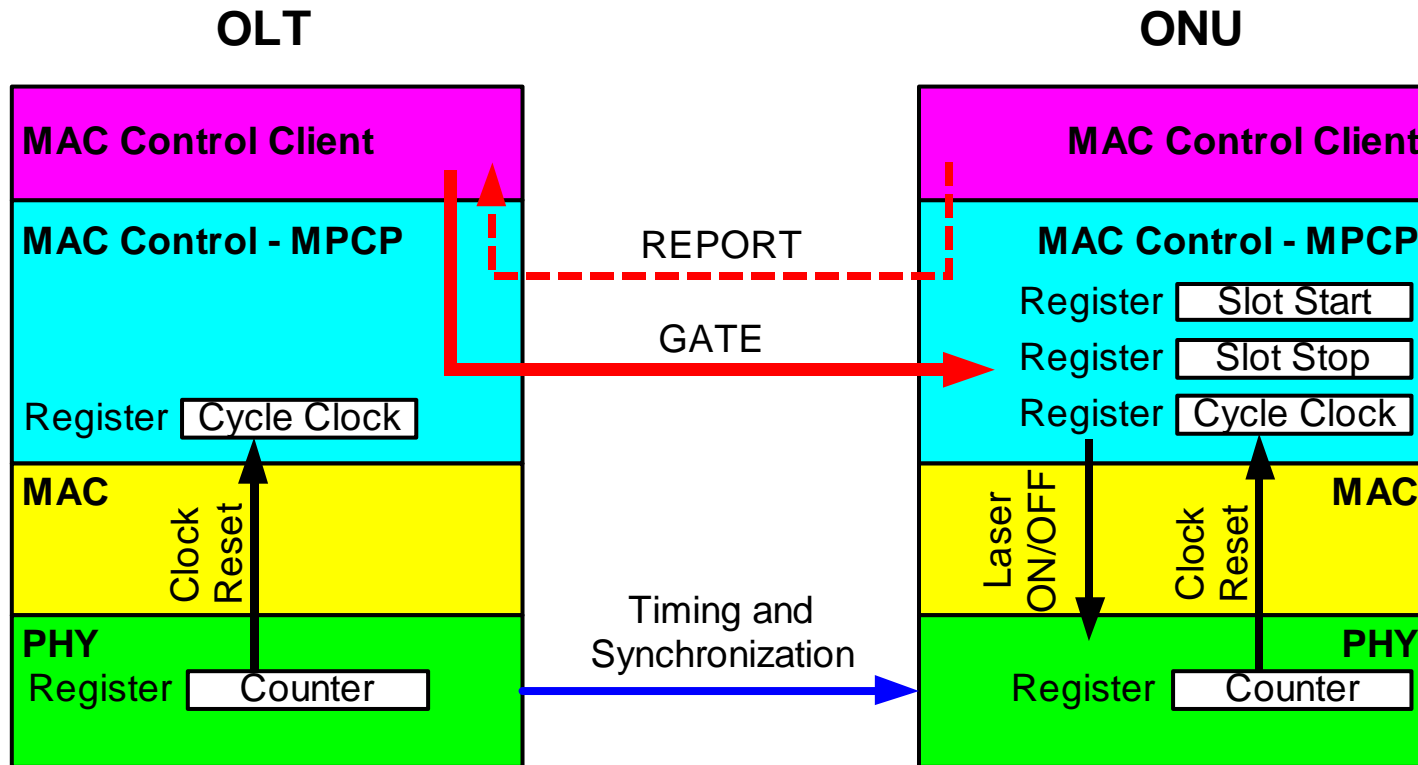 OLT
ONU
MAC Control Client
MAC Control Client
MAC Control - MPCP
REPORT
MAC Control - MPCP
Register Slot Start
GATE
Register Slot Stop
Register Cycle Clock
Register Cycle Clock
MAC
Clock
Reset
Laser
ON/OFF
Clock
Reset
MAC
Timing and
Synchronization
PHY
PHY
Register Counter
Register Counter